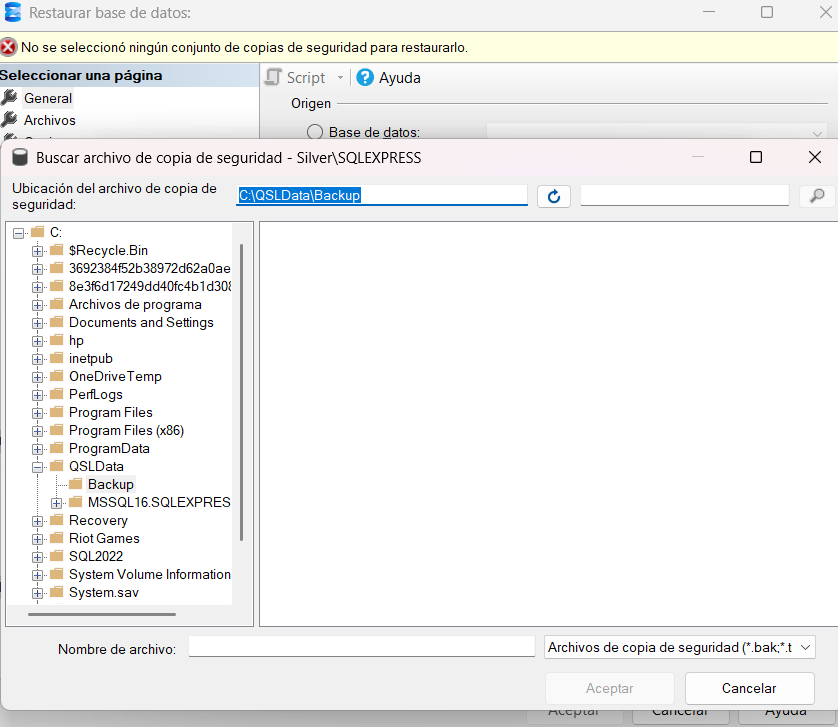 Restaurar base de datos:
No se seleccionó ningún conjunto de copias de seguridad para restaurarlo.
Seleccionar una página
General
Archivos
Script
Ayuda
Origen
Base de datos:
Buscar archivo de copia de seguridad - Silver\SQLEXPRESS
Ubicación del archivo de copia de
seguridad:
C:\QSLData\Backup
C:
$Recycle.Bin
3692384f52b38972d62a0ae
8e3f6d17249dd40fc4b1d308
Archivos de programa
Documents and Settings
hp
inetpub
OneDriveTemp
PerfLogs
Program Files
Program Files (x86)
ProgramData
QSLData
Backup
MSSQL16.SQLEXPRES
Recovery
Riot Games
SQL2022
System Volume Information
System.sav
Nombre de archivo:
Archivos de copia de seguridad (*.bak;*.t
Aceptar
Cancelar
Aceptar
Cancelar
Ayuda